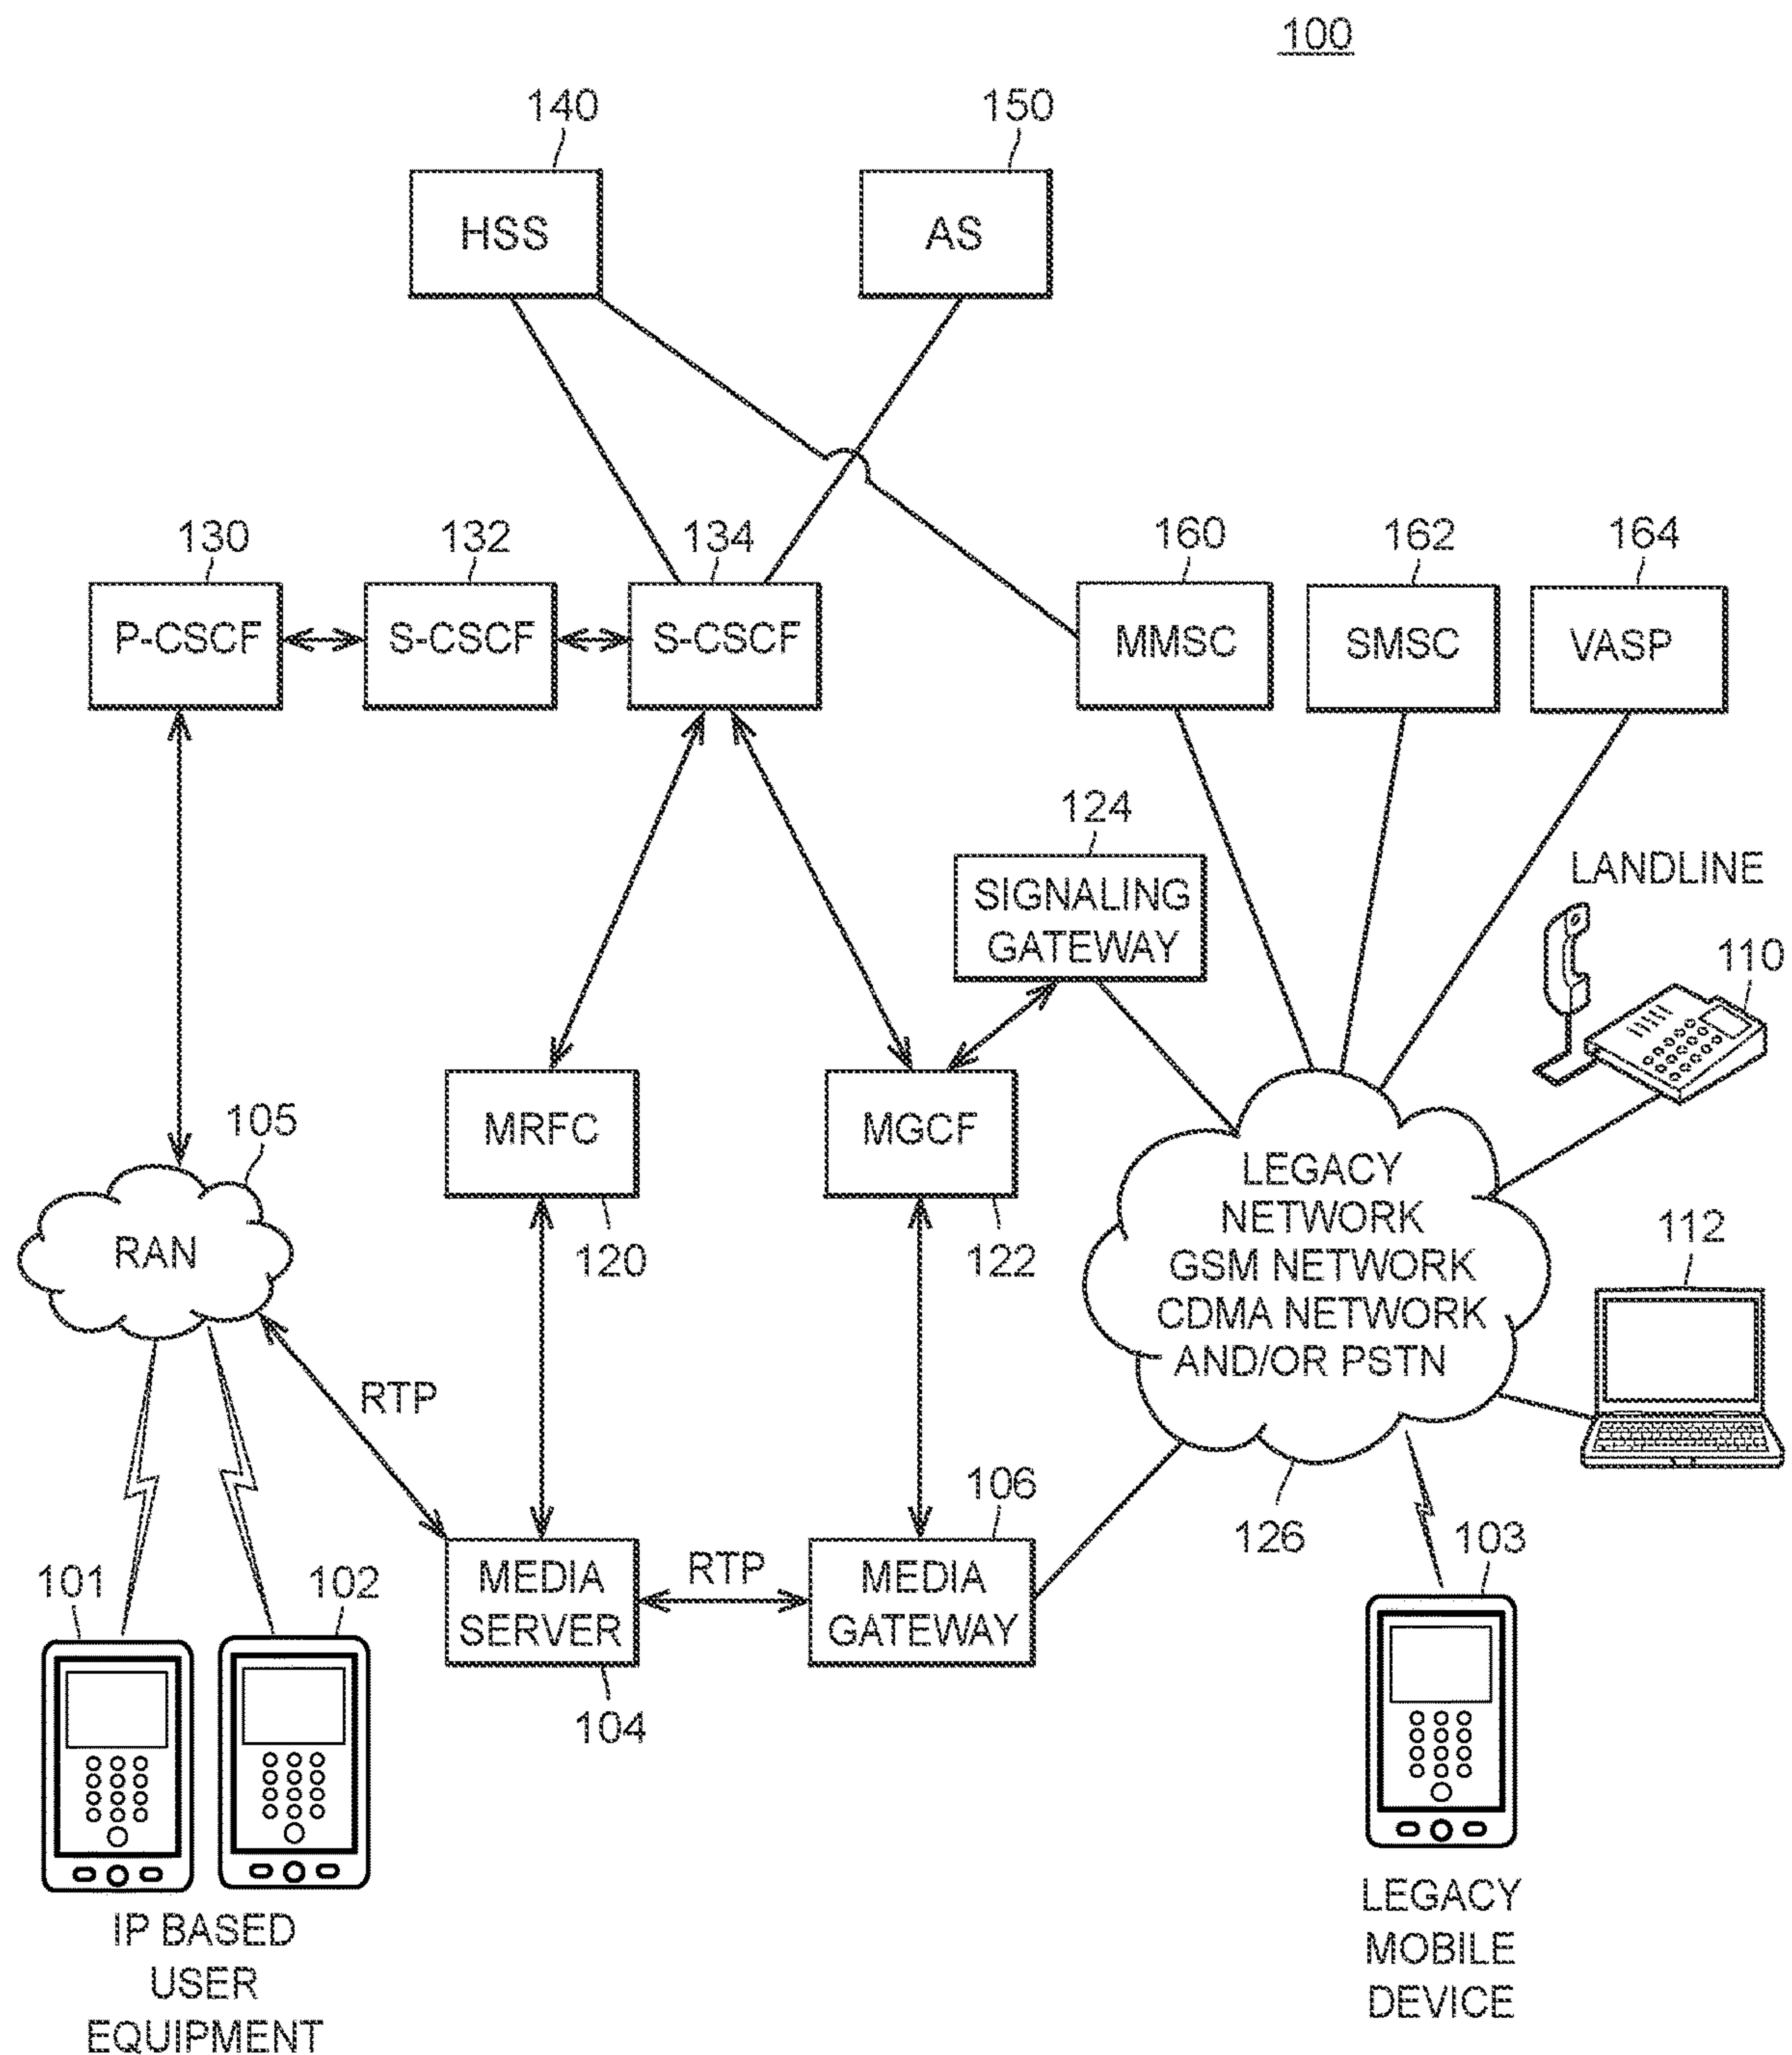 100
140
150
HSS
AS
130
132
134
160
162
164
P-CSCF
S-CSCF
S-CSCF
MMSC
SMSC
VASP
124
SIGNALING
GATEWAY
LANDLINE
110
105
RAN
MRFC
MGCF
120
122
LEGACY
NETWORK
GSM NETWORK
CDMA NETWORK
AND/OR PSTN
112
RTP
106
126
103
101
102
MEDIA
SERVER
RTP
MEDIA
GATEWAY
104
IP BASED
USER
EQUIPMENT
LEGACY
MOBILE
DEVICE